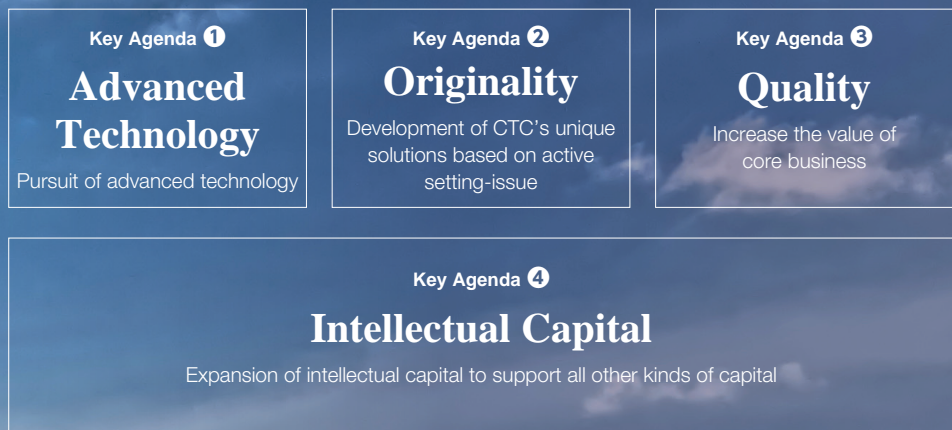 Key Agenda ❶
Advanced
Technology
Pursuit of advanced technology
Key Agenda ❷
Originality
Development of CTC's unique
solutions based on active
setting-issue
Key Agenda ❸
Quality
Increase the value of
core business
Key Agenda ❹
Intellectual Capital
Expansion of intellectual capital to support all other kinds of capital